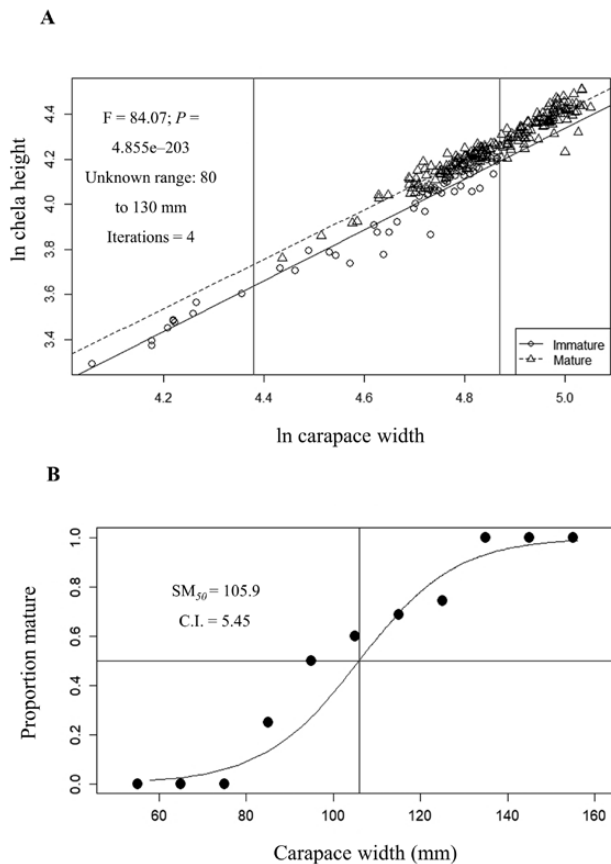 A
F = 84.07; P =
4.855e–203
Unknown range: 80
to 130 mm
Iterations = 4
ln chela height
4.4
4.2
4.0
3.8
3.6
3.4
Immature
Mature
4.2 4.4 4.6 4.8 5.0
ln carapace width
B
SM50 = 105.9
C.I. = 5.45
Proportion mature
1.0
0.8
0.6
0.4
0.2
0.0
60 80 100 120 140 160
Carapace width (mm)